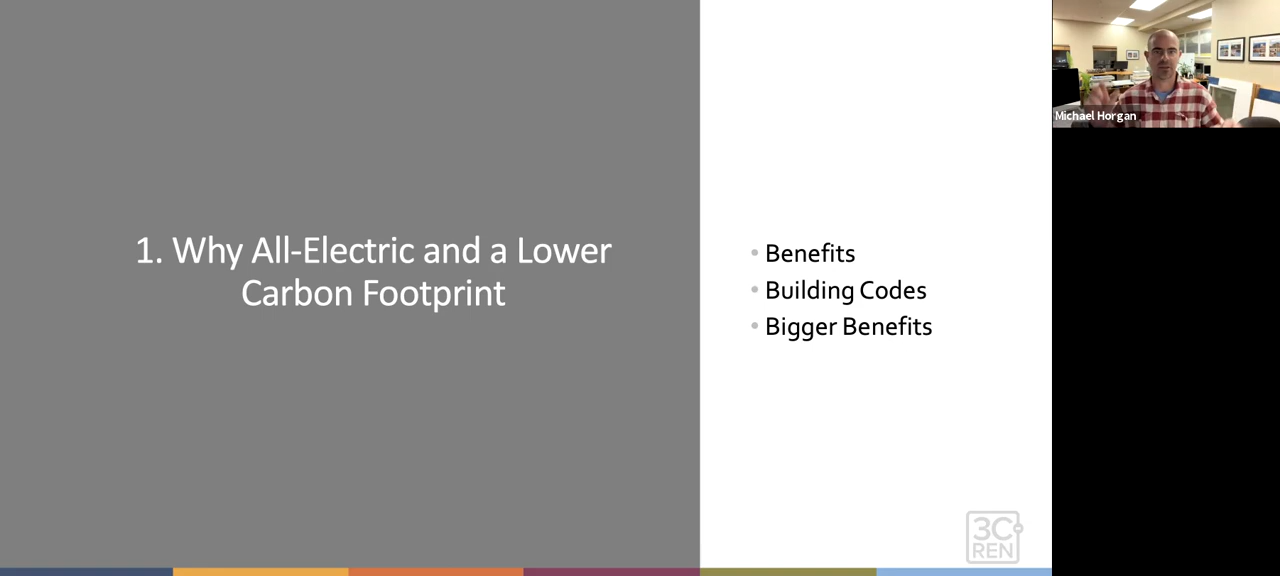 1. Why All-Electric and a Lower
Carbon Footprint
• Benefits
• Building Codes
• Bigger Benefits
3C
REN
Michael Horgan